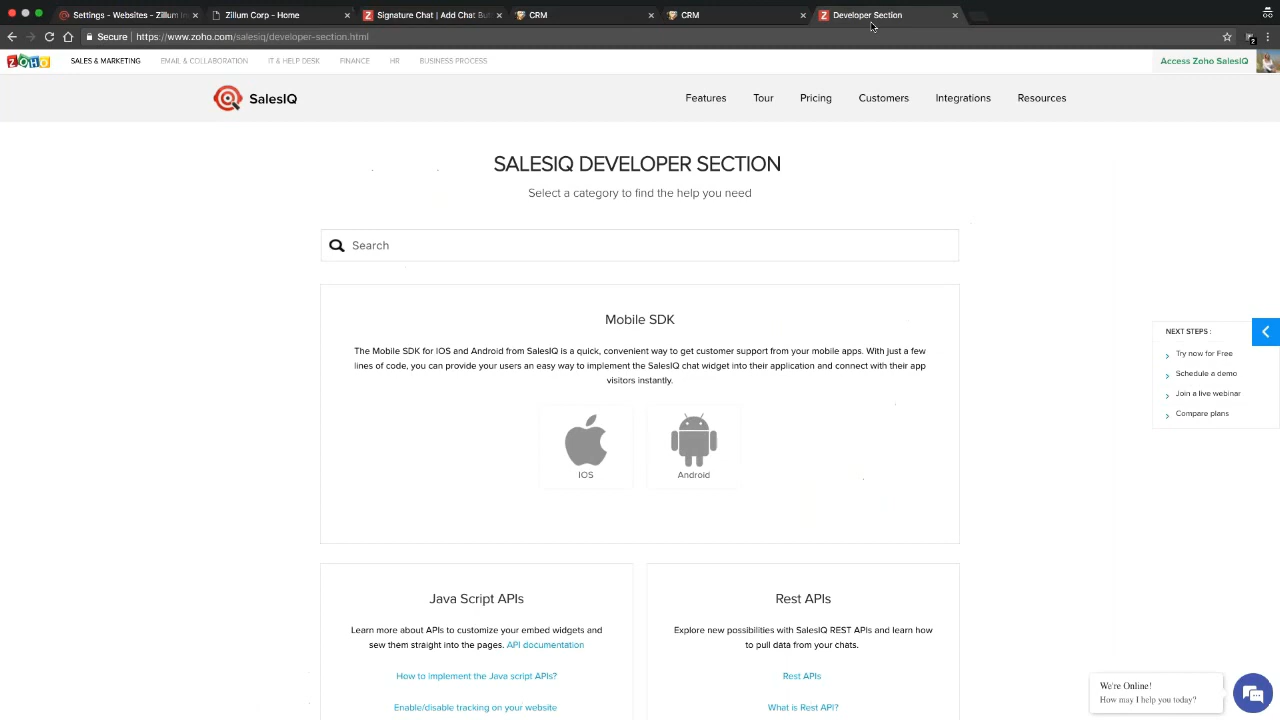 Settings - Zillum Inc
Zillum Corp - Home
Search / Chat | Add Chat But
CRM
CRM
Developer Section
Secure | https://www.zoho.com/salesiq/developer-section.html
2
ZOHO SALES & MARKETING EMAIL & COLLABORATION IT & HELP DESK FINANCE HR BUSINESS PROCESS Access Zoho SalesIQ
SalesIQ Features Tour Pricing Customers Integrations Resources
SALESIQ DEVELOPER SECTION
Select a category to find the help you need
Search
Mobile SDK
The Mobile SDK for IOS and Android from SalesIQ is a quick, convenient way to get customer support from your mobile apps. With just a few
lines of code, you can provide your users an easy way to implement the SalesIQ chat widget into their application and connect with their app
visitors instantly.
IOS
Android
NEXT STEPS :
Try now for Free
Schedule a demo
Join a live webinar
Compare plans
Java Script APIs
Learn more about APIs to customize your embed widgets and
sew them straight into the pages. API documentation
How to implement the Java script APIs?
Enable/disable tracking on your website
Rest APIs
Explore new possibilities with SalesIQ REST APIs and learn how
to pull data from your chats.
Rest APIs
What is Rest API?
We're Online!
How may I help you today?